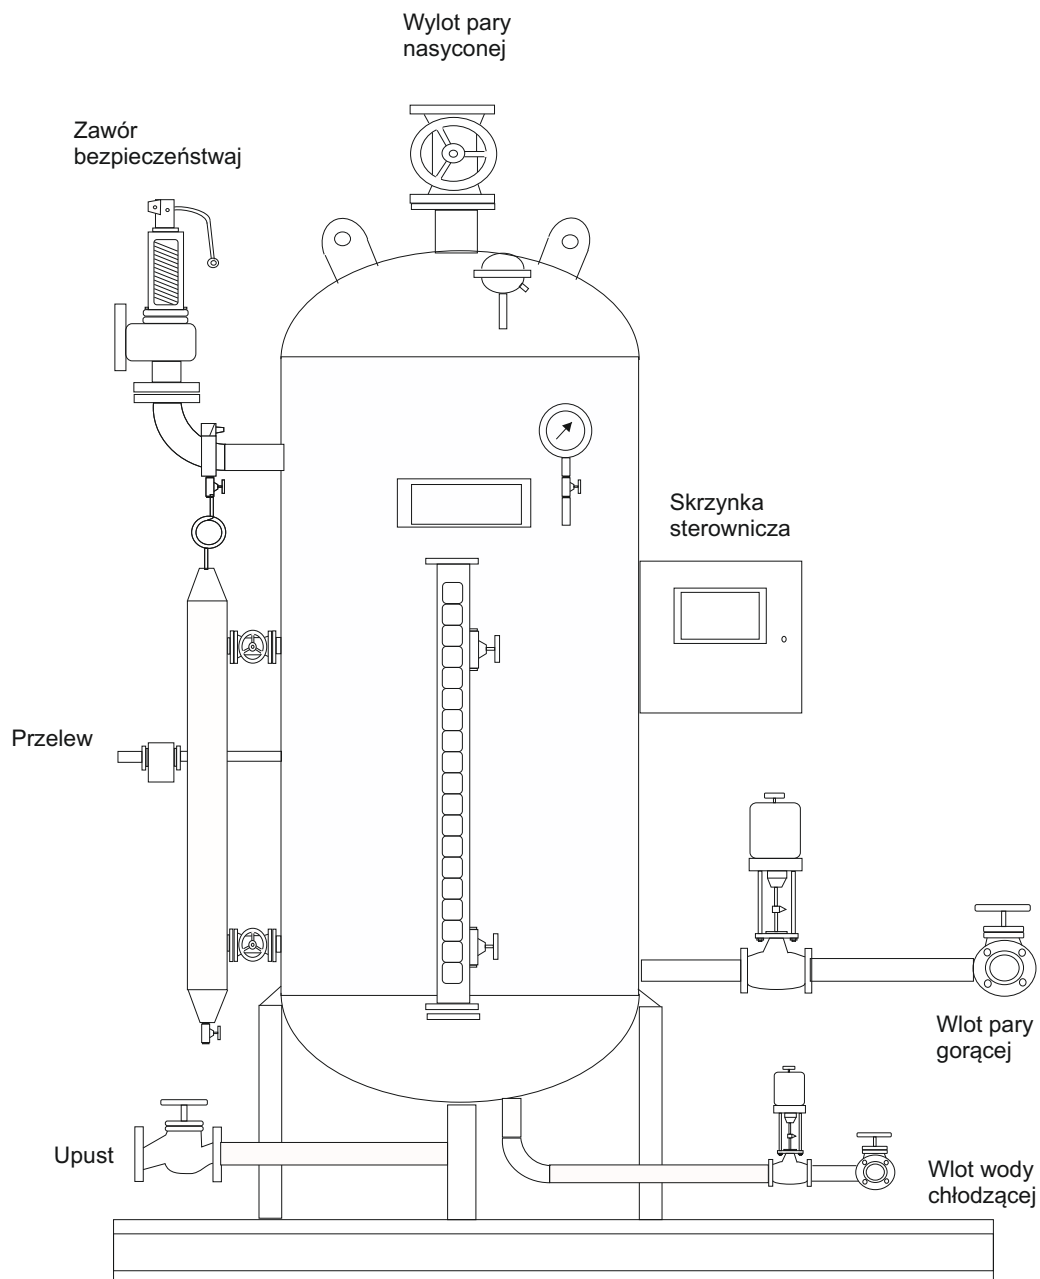 Wylot pary
nasyconej
Zawór
bezpieczeństwaj
Skrzynka
sterownicza
Przelew
Wlot pary
gorącej
Upust
Wlot wody
chłodzącej